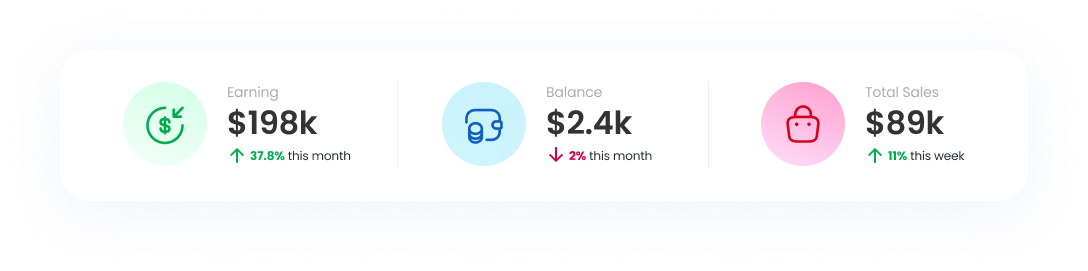 Earning
$198k
37.8% this month
Balance
$2.4k
2% this month
Total Sales
$89k
11% this week